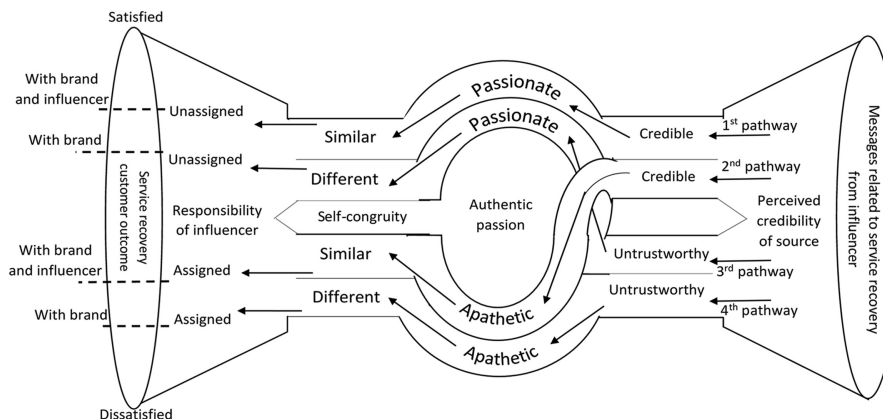 Satisfied
With brand
and influencer
With brand
With brand
and influencer
With brand
Dissatisfied
Service recovery
customer outcome
Unassigned
Unassigned
Responsibility
of influencer
Assigned
Assigned
Similar
Different
Self-congruity
Similar
Different
Passionate
Passionate
Authentic
passion
Apathetic
Apathetic
Credible
Credible
Untrustworthy
Untrustworthy
1st pathway
2nd pathway
Perceived
credibility
of source
3rd pathway
4th pathway
Messages related to service recovery
from influencer